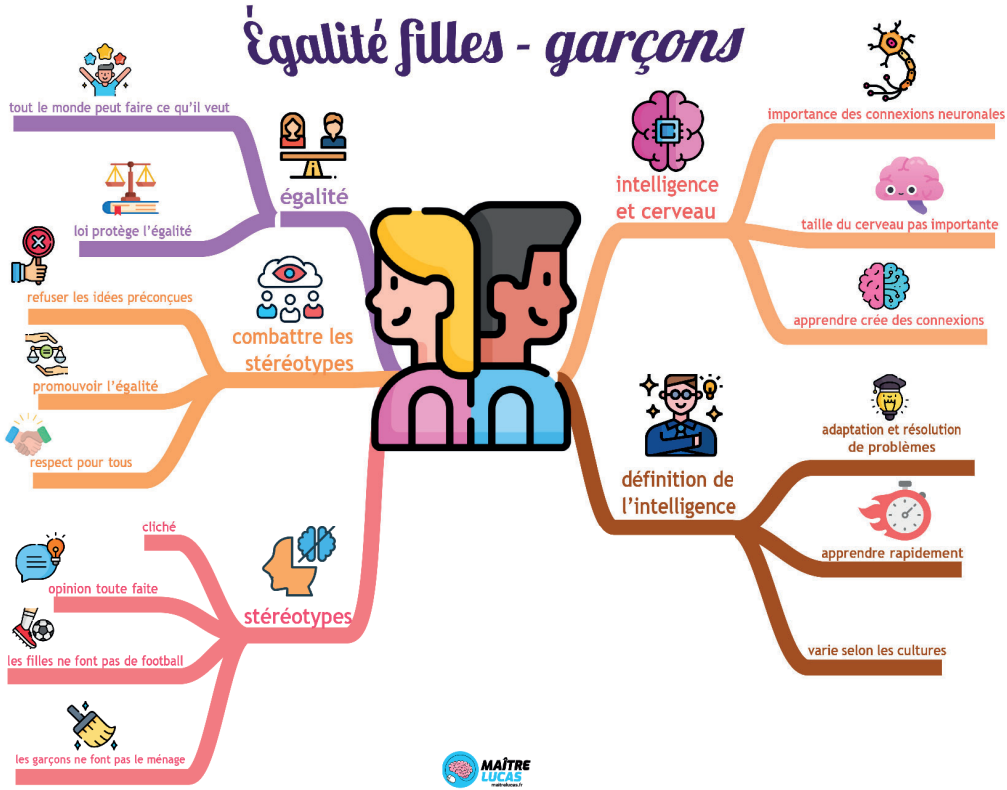 Égalité filles - garçons
tout le monde peut faire ce qu'il veut
égalité
loi protège l'égalité
refuser les idées préconçues
combattre les
stéréotypes
promouvoir l'égalité
respect pour tous
cliché
opinion toute faite
stéréotypes
les filles ne font pas de football
les garçons ne font pas le ménage
importance des connexions neuronales
intelligence
et cerveau
taille du cerveau pas importante
apprendre crée des connexions
définition de
l'intelligence
adaptation et résolution
de problèmes
apprendre rapidement
varie selon les cultures
MAÎTRE
LUCAS
maitrelucas.fr